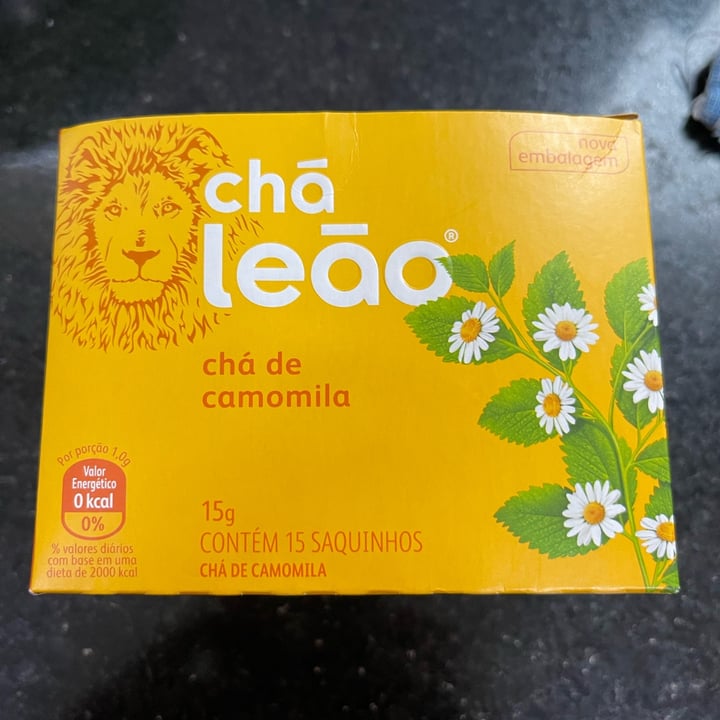 chá
leão®
nova
embalagem
chá de
camomila
Por porção 1,0g
Valor
Energético
0 kcal
0%
% valores diários
com base em uma
dieta de 2000 kcal
15g
CONTÉM 15 SAQUINHOS
CHÁ DE CAMOMILA